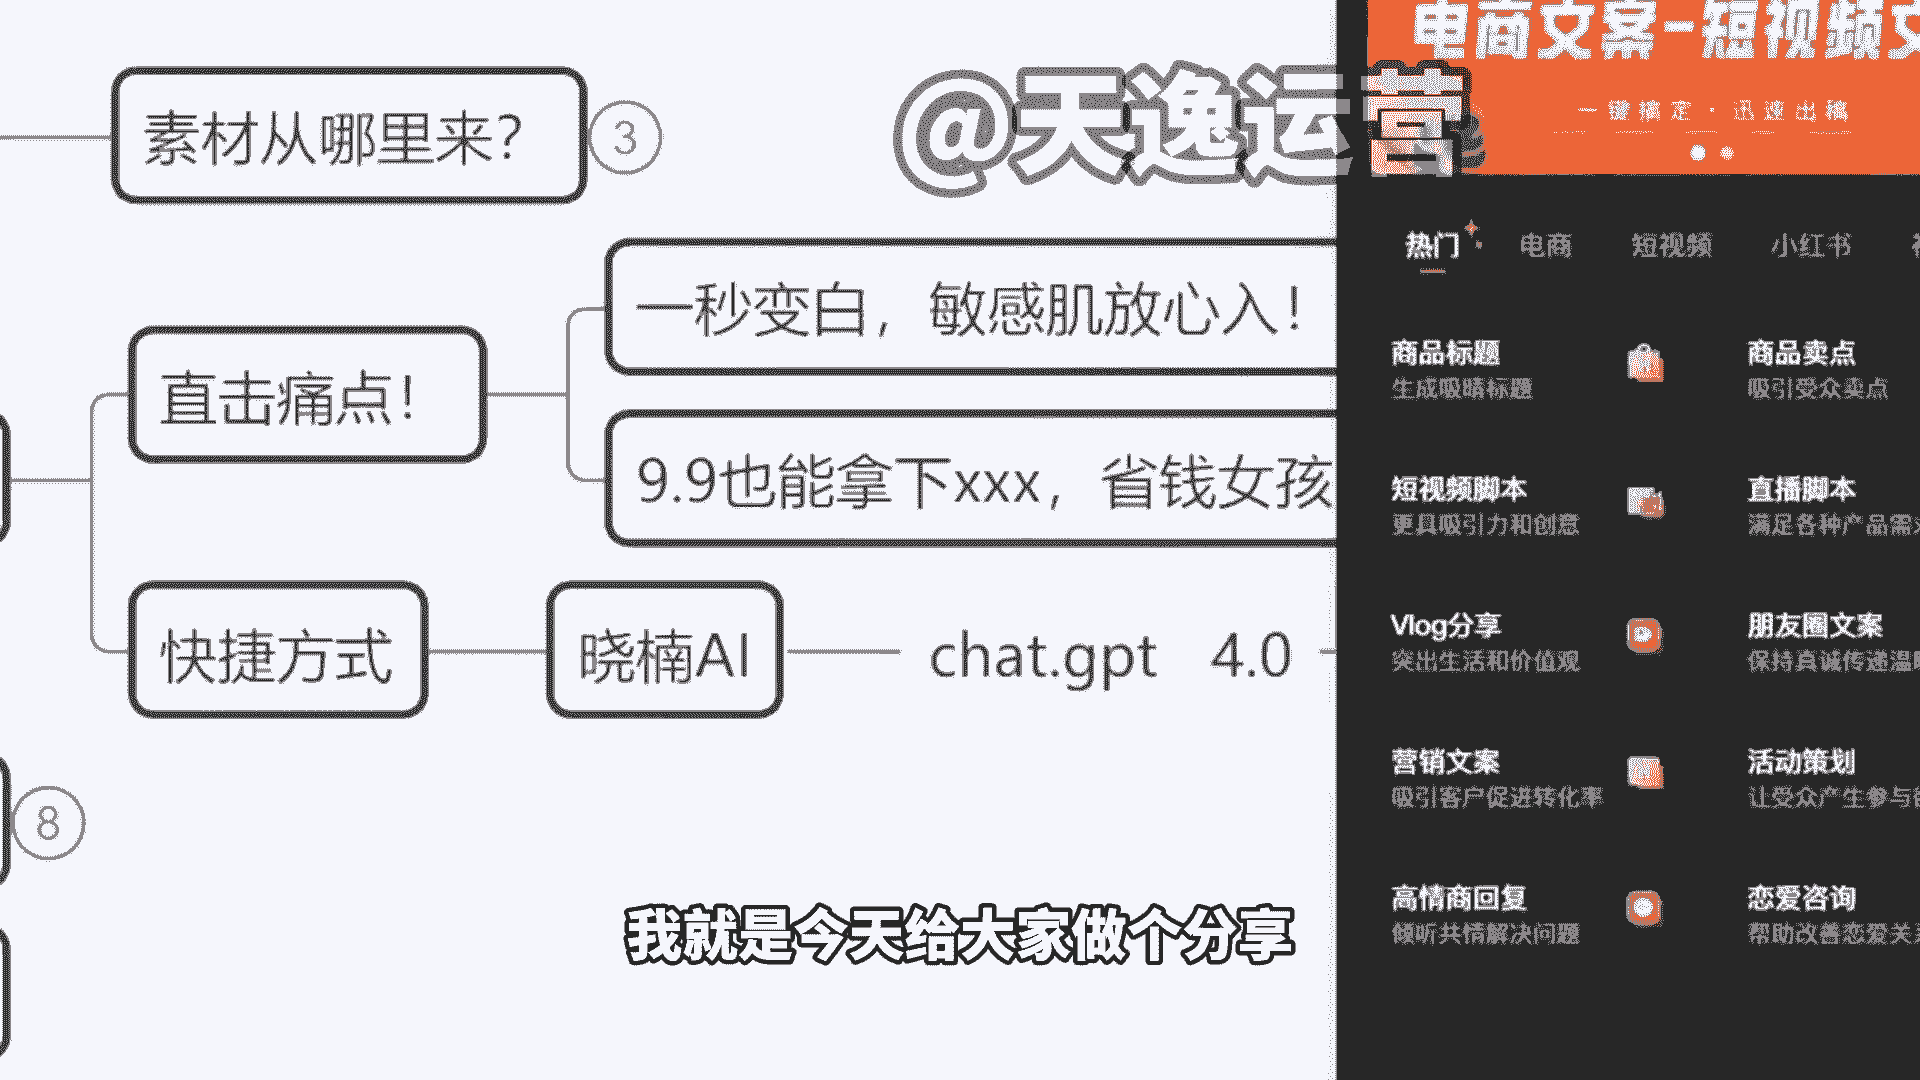 素材从哪里来？
3
@天逸运营
直击痛点！
一秒变白，敏感肌放心入！
9.9也能拿下xxx，省钱女孩
快捷方式
晓楠AI
chat.gpt 4.0
8
我就是今天给大家做个分享
电商文案-短视频文
一键搞定·迅速出稿
热门
电商
短视频
小红书
商品标题
生成吸睛标题
商品卖点
吸引受众卖点
短视频脚本
更具吸引力和创意
直播脚本
满足各种产品需求
Vlog分享
突出生活和价值观
朋友圈文案
保持真诚传递温
营销文案
吸引客户促进转化率
活动策划
让受众产生参与
高情商回复
倾听共情解决问题
恋爱咨询
帮助改善恋爱关